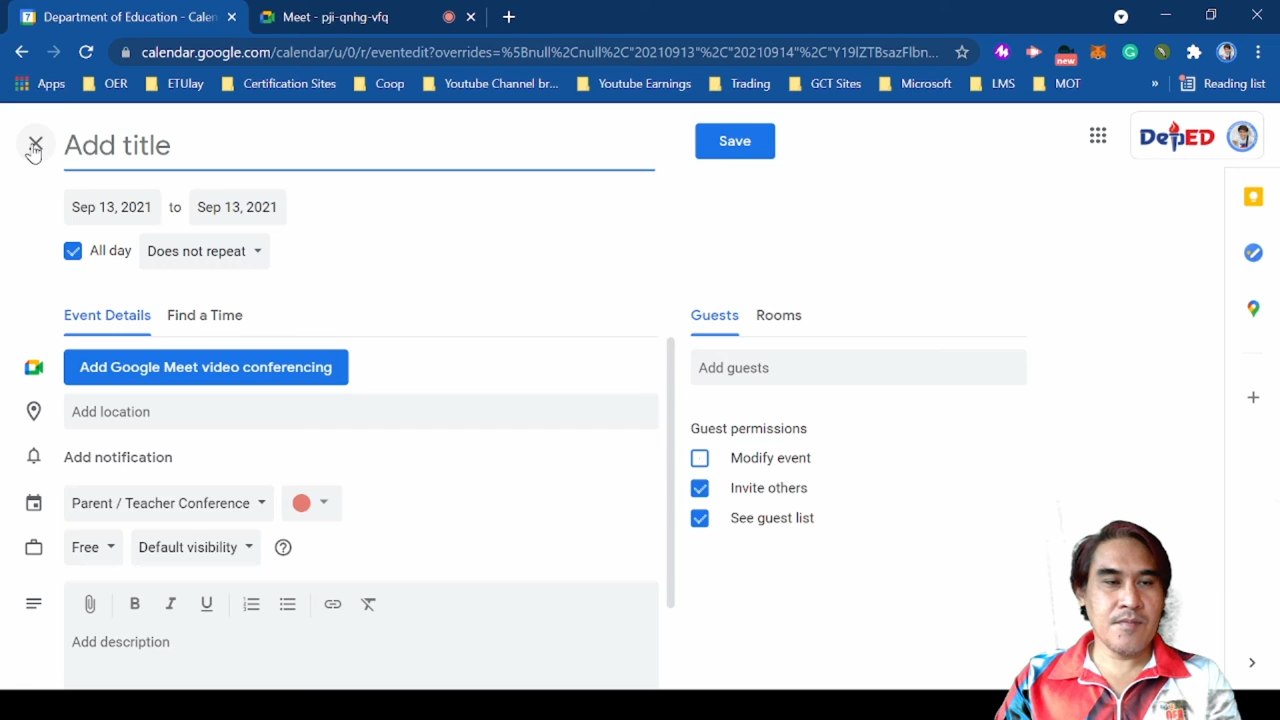 Department of Education - Calen
Meet - pji-qnhg-vfq
calendar.google.com/calendar/u/0/r/eventedit?overrides=%5Bnull%2Cnull%2C"20210913"%2C"20210914"%2C"Y19lZTBsazFlbn...
new
Apps
OER
ETUlay
Certification Sites
Coop
Youtube Channel br...
Youtube Earnings
Trading
GCT Sites
Microsoft
LMS
MOT
»
Reading list
Add title
Save
DepED
Sep 13, 2021 to Sep 13, 2021
All day
Does not repeat
Event Details
Find a Time
Guests
Rooms
Add Google Meet video conferencing
Add guests
Add location
Guest permissions
Add notification
Modify event
Invite others
Parent / Teacher Conference
See guest list
Free
Default visibility
B I U
Add description